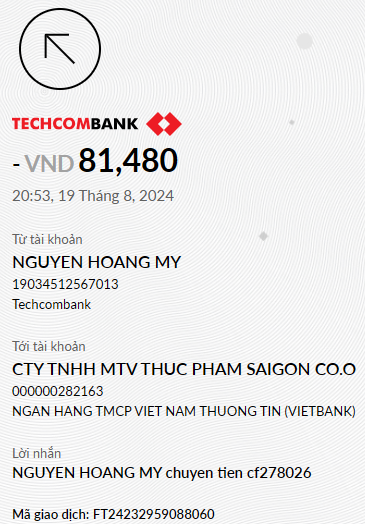 TECHCOMBANK
- VND 81,480
20:53, 19 Tháng 8, 2024
Từ tài khoản
NGUYEN HOANG MY
19034512567013
Techcombank
Tới tài khoản
CTY TNHH MTV THUC PHAM SAIGON CO.O
000000282163
NGAN HANG TMCP VIET NAM THUONG TIN (VIETBANK)
Lời nhắn
NGUYEN HOANG MY chuyen tien cf278026
Mã giao dịch: FT24232959088060